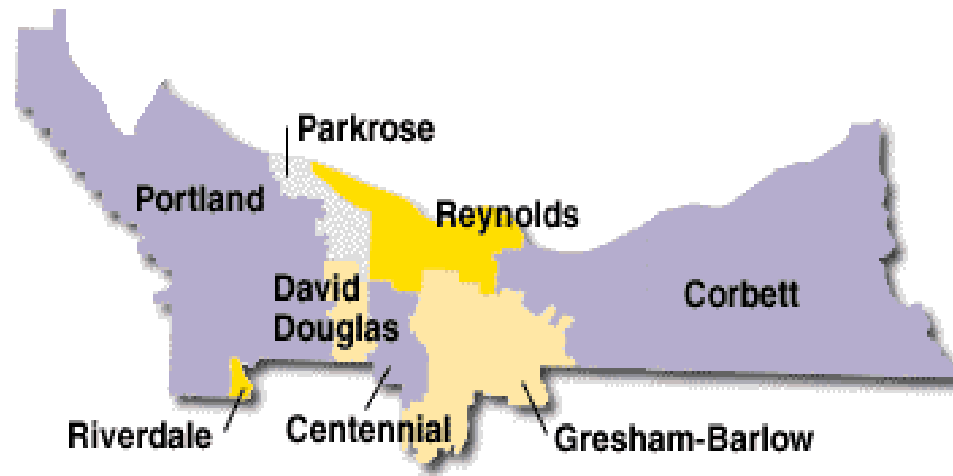 Parkrose
Portland
Reynolds
David
Douglas
Corbett
Riverdale
Centennial
Gresham-Barlow